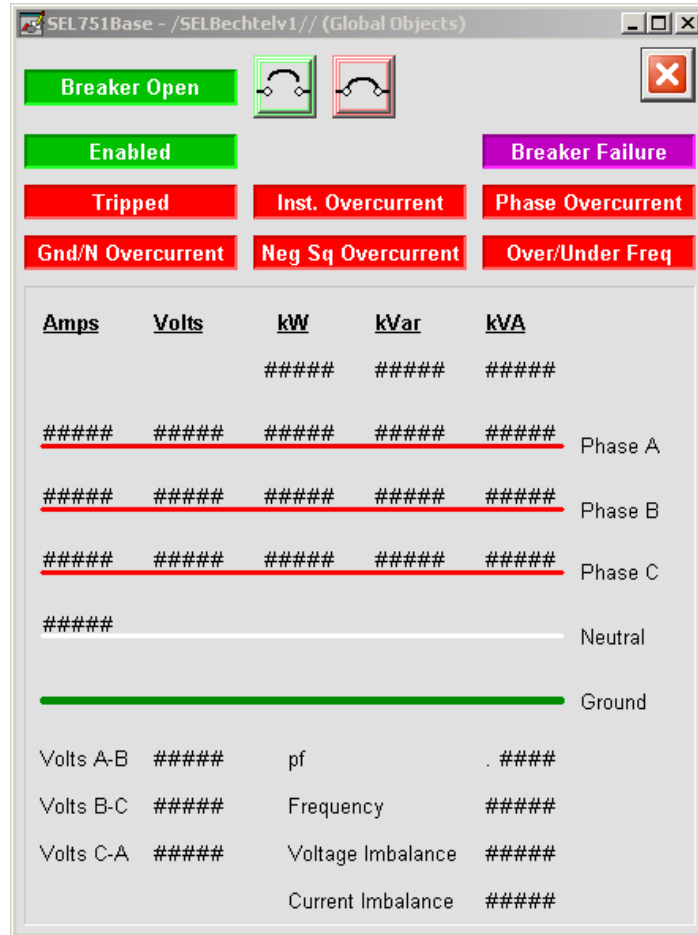 SEL751Base - /SELBechtelv1// (Global Objects)
Breaker Open
Enabled Breaker Failure
Tripped Inst. Overcurrent Phase Overcurrent
Gnd/N Overcurrent Neg Sq Overcurrent Over/Under Freq
Amps Volts kW kVar kVA
##### ##### #####
##### ##### ##### ##### ##### Phase A
##### ##### ##### ##### ##### Phase B
##### ##### ##### ##### ##### Phase C
##### Neutral
Ground
Volts A-B ##### pf . ####
Volts B-C ##### Frequency #####
Volts C-A ##### Voltage Imbalance #####
Current Imbalance #####